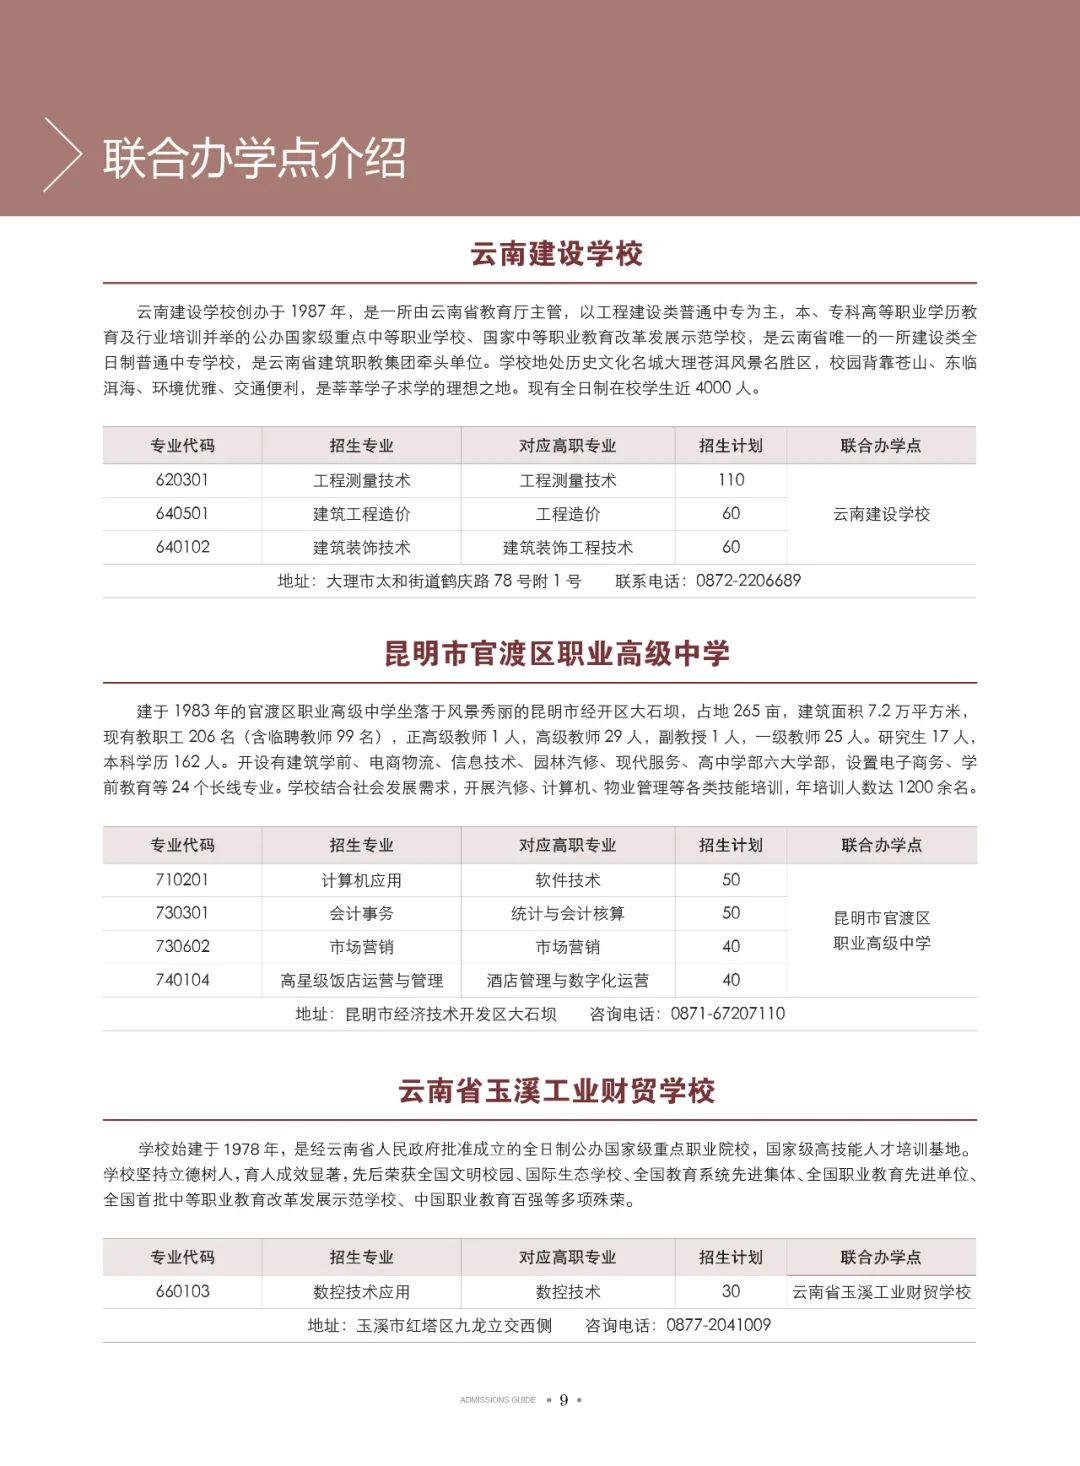 联合办学点介绍
云南建设学校
云南建设学校创办于 1987 年，是一所由云南省教育厅主管，以工程建设类普通中专为主，本、专科高等职业学历教
育及行业培训并举的公办国家级重点中等职业学校、国家中等职业教育改革发展示范学校，是云南省唯一的一所建设类全
日制普通中专学校，是云南省建筑职教集团牵头单位。学校地处历史文化名城大理苍洱风景名胜区，校园背靠苍山、东临
洱海、环境优雅、交通便利，是莘莘学子求学的理想之地。现有全日制在校学生近 4000 人。
专业代码 招生专业 对应高职专业 招生计划 联合办学点
620301 工程测量技术 工程测量技术 110
640501 建筑工程造价 工程造价 60 云南建设学校
640102 建筑装饰技术 建筑装饰工程技术 60
地址：大理市太和街道鹤庆路 78 号附 1 号 联系电话：0872-2206689
昆明市官渡区职业高级中学
建于 1983 年的官渡区职业高级中学坐落于风景秀丽的昆明市经开区大石坝，占地 265 亩，建筑面积 7.2 万平方米，
现有教职工 206 名（含临聘教师 99 名），正高级教师 1 人，高级教师 29 人，副教授 1 人，一级教师 25 人。研究生 17 人，
本科学历 162 人。开设有建筑学前、电商物流、信息技术、园林汽修、现代服务、高中学部六大学部，设置电子商务、学
前教育等 24 个长线专业。学校结合社会发展需求，开展汽修、计算机、物业管理等各类技能培训，年培训人数达 1200 余名。
专业代码 招生专业 对应高职专业 招生计划 联合办学点
710201 计算机应用 软件技术 50
730301 会计事务 统计与会计核算 50
昆明市官渡区
职业高级中学
730602 市场营销 市场营销 40
740104 高星级饭店运营与管理 酒店管理与数字化运营 40
地址：昆明市经济技术开发区大石坝 咨询电话：0871-67207110
云南省玉溪工业财贸学校
学校始建于 1978 年，是经云南省人民政府批准成立的全日制公办国家级重点职业院校，国家级高技能人才培训基地。
学校坚持立德树人，育人成效显著，先后荣获全国文明校园、国际生态学校、全国教育系统先进集体、全国职业教育先进单位、
全国首批中等职业教育改革发展示范学校、中国职业教育百强等多项殊荣。
专业代码 招生专业 对应高职专业 招生计划 联合办学点
660103 数控技术应用 数控技术 30 云南省玉溪工业财贸学校
地址：玉溪市红塔区九龙立交西侧 咨询电话：0877-2041009
ADMISSIONS GUIDE • 9 •